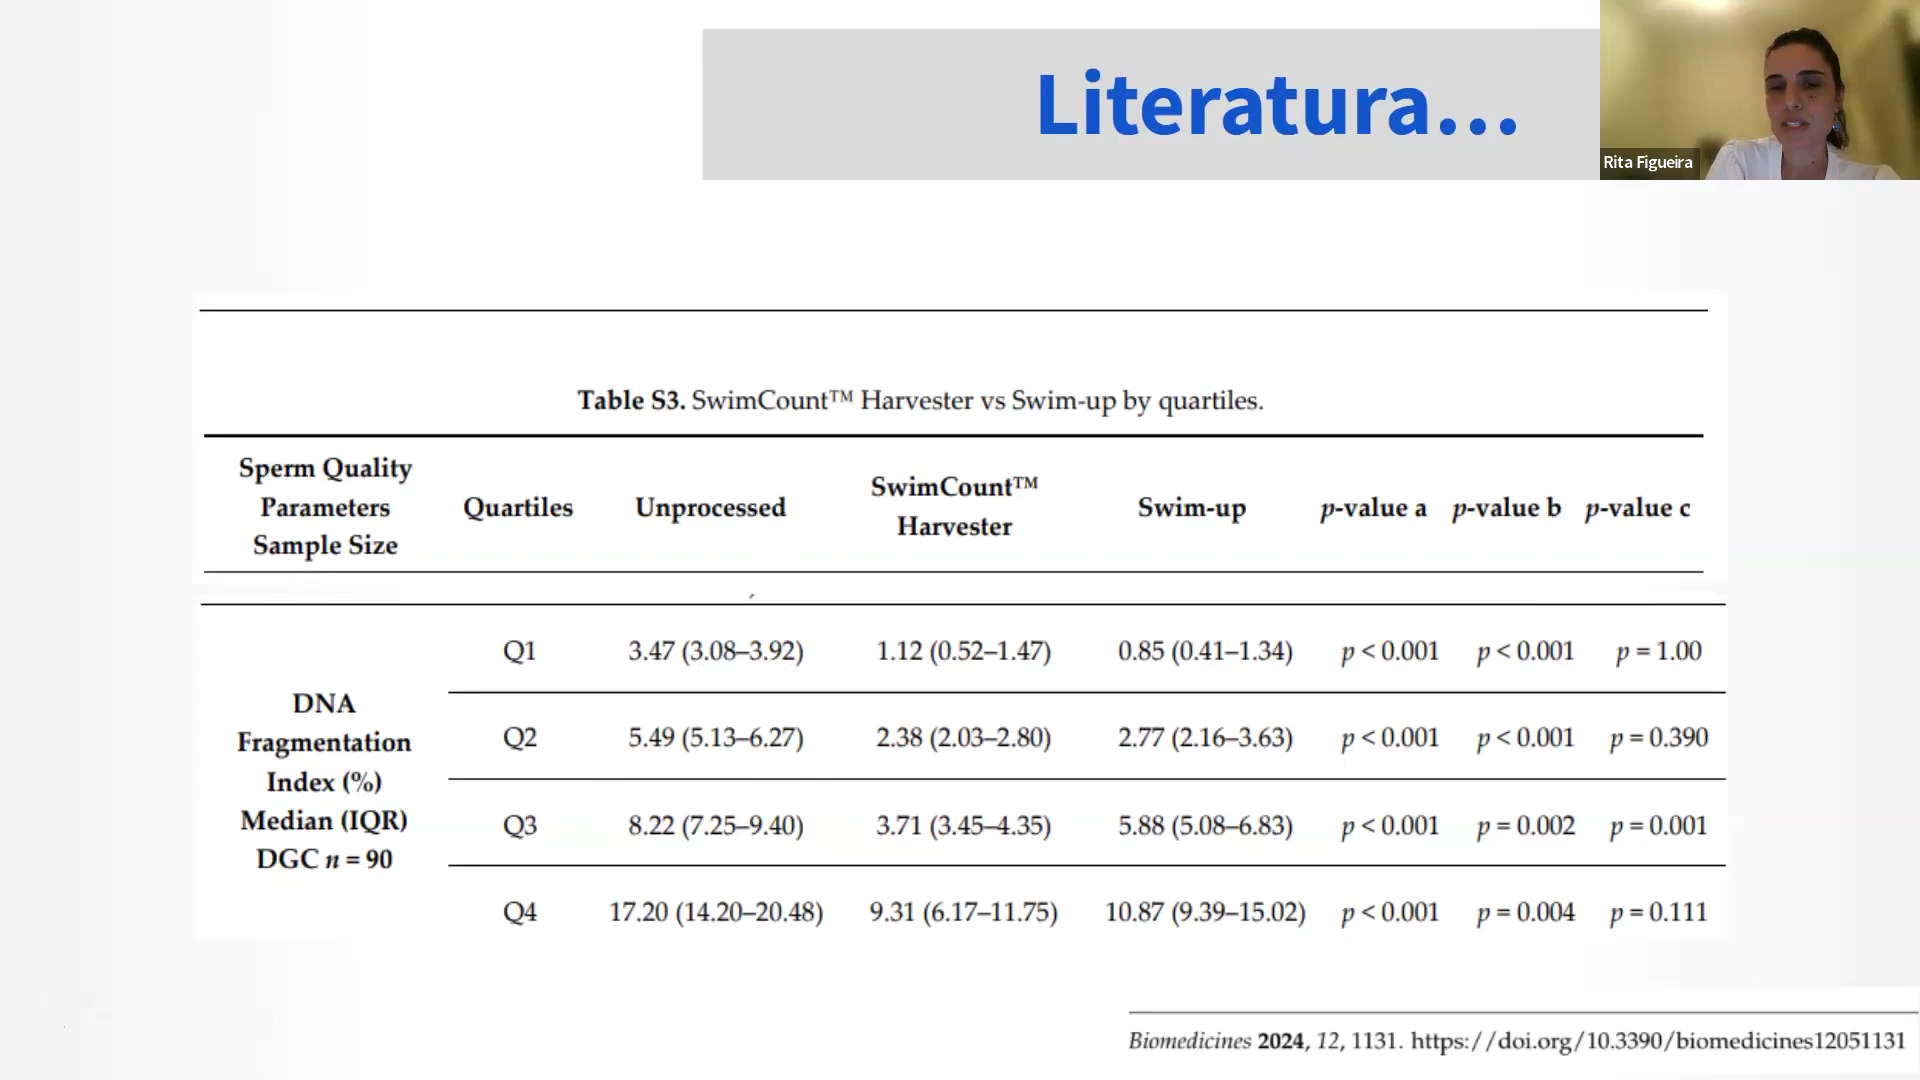 Literatura...
Rita Figueira
Table S3. SwimCount™ Harvester vs Swim-up by quartiles.
Sperm Quality
Parameters
Sample Size
Quartiles
Unprocessed
SwimCount™
Harvester
Swim-up
p-value a
p-value b
p-value c
DNA
Fragmentation
Index (%)
Median (IQR)
DGC n = 90
Q1 3.47 (3.08–3.92) 1.12 (0.52–1.47) 0.85 (0.41–1.34) p < 0.001 p < 0.001 p = 1.00
Q2 5.49 (5.13–6.27) 2.38 (2.03–2.80) 2.77 (2.16–3.63) p < 0.001 p < 0.001 p = 0.390
Q3 8.22 (7.25–9.40) 3.71 (3.45–4.35) 5.88 (5.08–6.83) p < 0.001 p = 0.002 p = 0.001
Q4 17.20 (14.20–20.48) 9.31 (6.17–11.75) 10.87 (9.39–15.02) p < 0.001 p = 0.004 p = 0.111
Biomedicines 2024, 12, 1131. https://doi.org/10.3390/biomedicines12051131